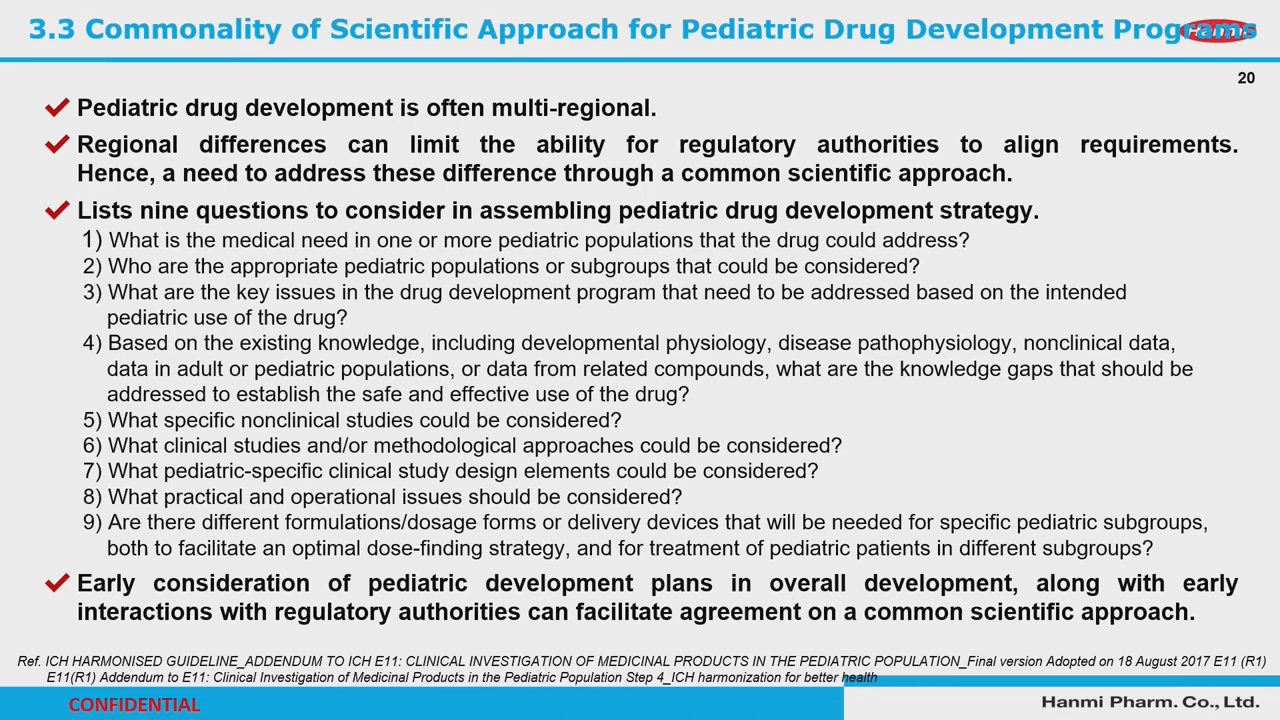 3.3 Commonality of Scientific Approach for Pediatric Drug Development Programs
Hanmi
20
Pediatric drug development is often multi-regional.
Regional differences can limit the ability for regulatory authorities to align requirements.
Hence, a need to address these difference through a common scientific approach.
Lists nine questions to consider in assembling pediatric drug development strategy.
1) What is the medical need in one or more pediatric populations that the drug could address?
2) Who are the appropriate pediatric populations or subgroups that could be considered?
3) What are the key issues in the drug development program that need to be addressed based on the intended
pediatric use of the drug?
4) Based on the existing knowledge, including developmental physiology, disease pathophysiology, nonclinical data,
data in adult or pediatric populations, or data from related compounds, what are the knowledge gaps that should be
addressed to establish the safe and effective use of the drug?
5) What specific nonclinical studies could be considered?
6) What clinical studies and/or methodological approaches could be considered?
7) What pediatric-specific clinical study design elements could be considered?
8) What practical and operational issues should be considered?
9) Are there different formulations/dosage forms or delivery devices that will be needed for specific pediatric subgroups,
both to facilitate an optimal dose-finding strategy, and for treatment of pediatric patients in different subgroups?
Early consideration of pediatric development plans in overall development, along with early
interactions with regulatory authorities can facilitate agreement on a common scientific approach.
Ref. ICH HARMONISED GUIDELINE_ADDENDUM TO ICH E11: CLINICAL INVESTIGATION OF MEDICINAL PRODUCTS IN THE PEDIATRIC POPULATION_Final version Adopted on 18 August 2017 E11 (R1)
E11(R1) Addendum to E11: Clinical Investigation of Medicinal Products in the Pediatric Population Step 4_ICH harmonization for better health
CONFIDENTIAL
Hanmi Pharm. Co., Ltd.